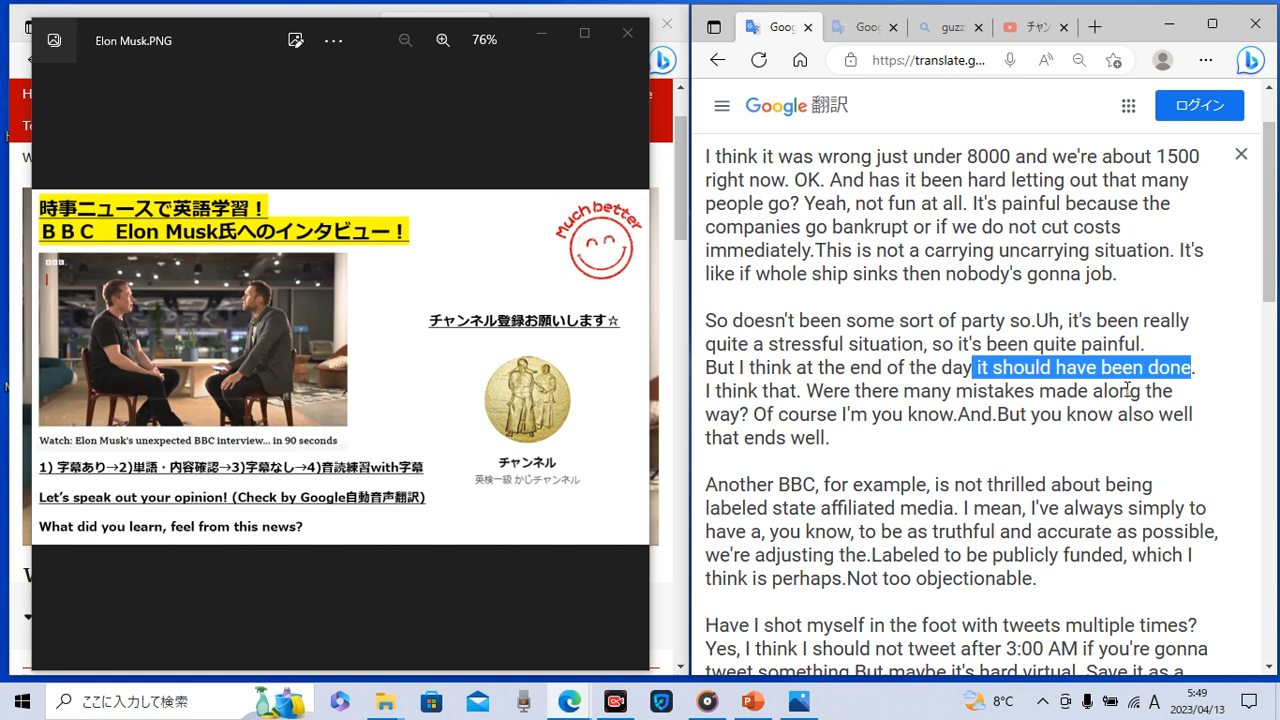 Elon Musk.PNG
76%
時事ニュースで英語学習！
ＢＢＣ　Elon Musk氏へのインタビュー！
Much better
BBC
チャンネル登録お願いします☆
Watch: Elon Musk's unexpected BBC interview... in 90 seconds
チャンネル
英検一級 かじチャンネル
1) 字幕あり→2)単語・内容確認→3)字幕なし→4)音読練習with字幕
Let's speak out your opinion! (Check by Google自動音声翻訳)
What did you learn, feel from this news?
Goog
Goog
guzz
チャン
https://translate.g...
Google 翻訳
ログイン
I think it was wrong just under 8000 and we're about 1500
right now. OK. And has it been hard letting out that many
people go? Yeah, not fun at all. It's painful because the
companies go bankrupt or if we do not cut costs
immediately.This is not a carrying uncarrying situation. It's
like if whole ship sinks then nobody's gonna job.
So doesn't been some sort of party so.Uh, it's been really
quite a stressful situation, so it's been quite painful.
But I think at the end of the day it should have been done.
I think that. Were there many mistakes made along the
way? Of course I'm you know.And.But you know also well
that ends well.
Another BBC, for example, is not thrilled about being
labeled state affiliated media. I mean, I've always simply to
have a, you know, to be as truthful and accurate as possible,
we're adjusting the.Labeled to be publicly funded, which I
think is perhaps.Not too objectionable.
Have I shot myself in the foot with tweets multiple times?
Yes, I think I should not tweet after 3:00 AM if you're gonna
tweet something.But maybe it's hard virtual. Save it as a
ここに入力して検索
8°C
A
5:49
2023/04/13